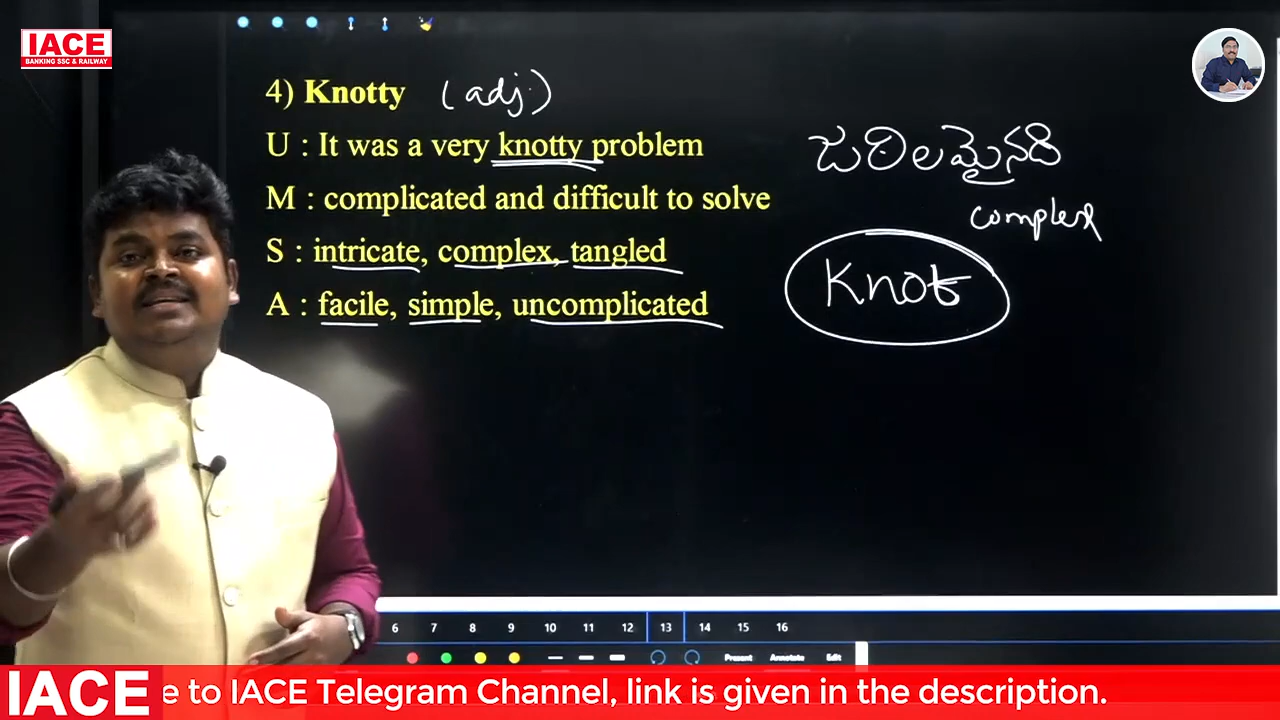 IACE
BANKING SSC & RAILWAY
4) Knotty (adj.)
U : It was a very knotty problem
M : complicated and difficult to solve
S : intricate, complex, tangled
A : facile, simple, uncomplicated
జఠిలమైనది
complex
Knot
6 7 8 9 10 11 12 13 14 15 16
Present Annotate Edit
IACE e to IACE Telegram Channel, link is given in the description.